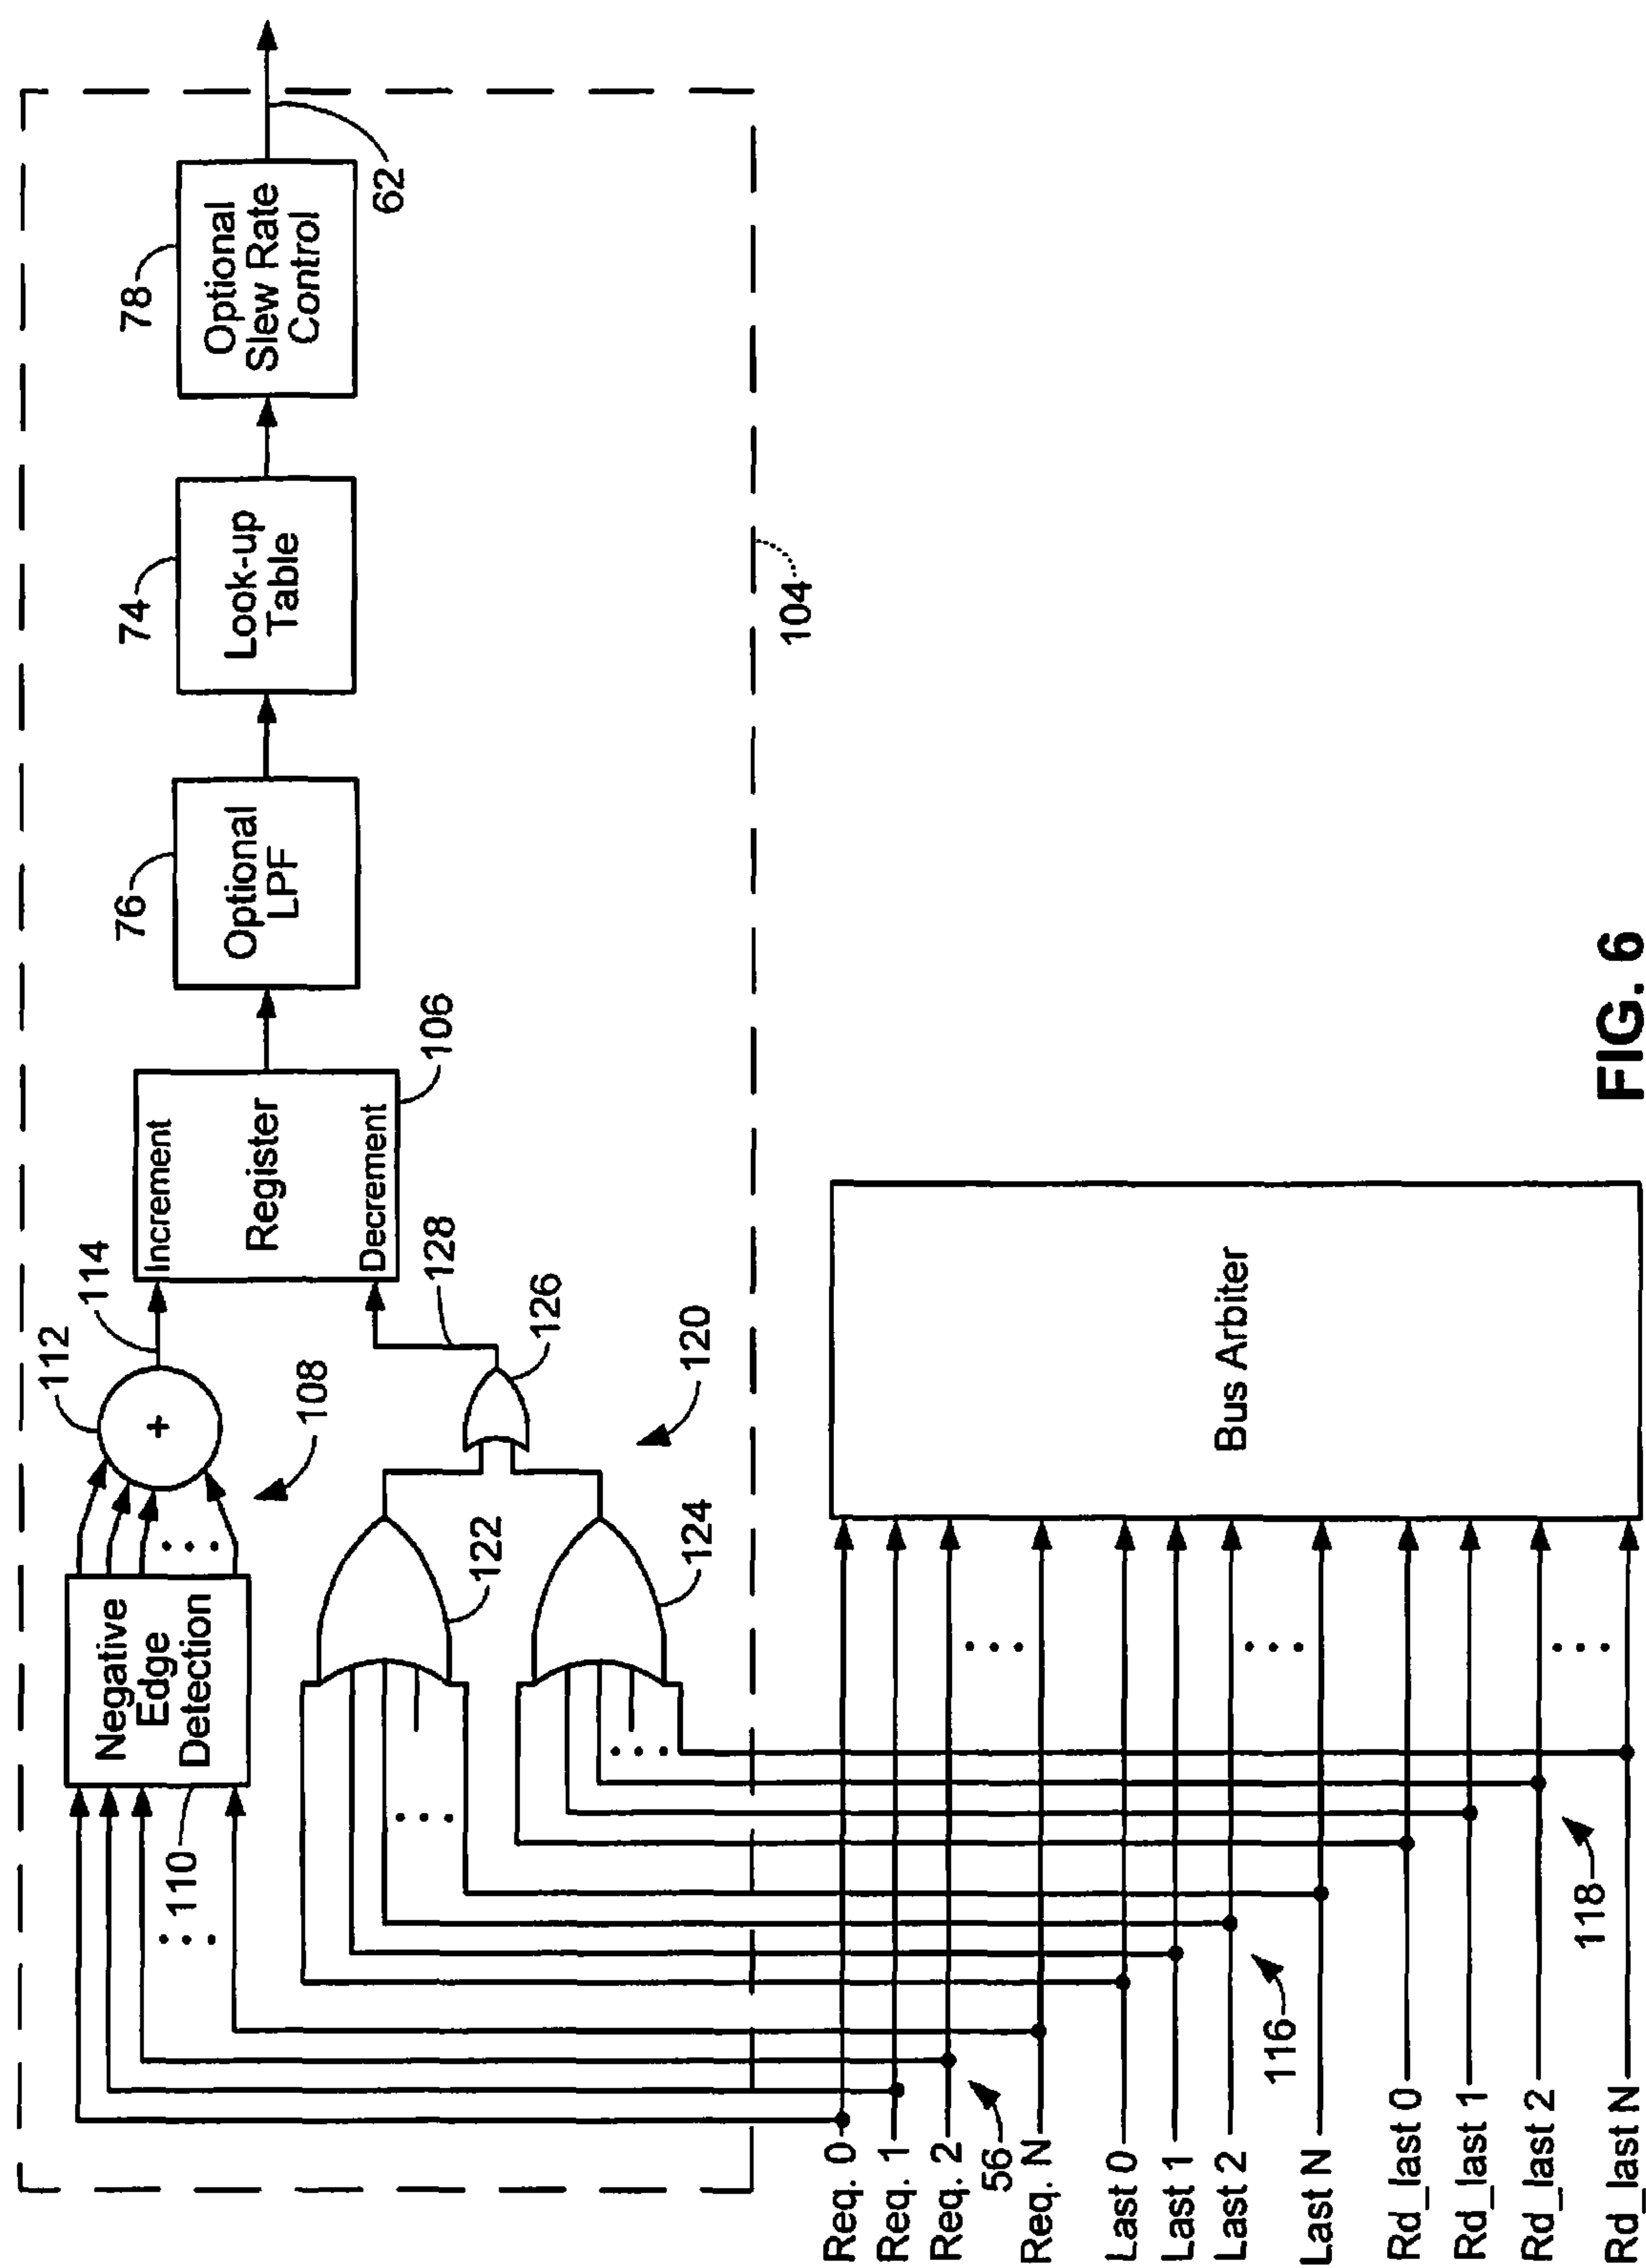 112
114
Negative
Edge
Detection
+
Increment
Register
Decrement
106
76
Optional
LPF
74
Look-up
Table
78
Optional
Slew Rate
Control
62
110
108
128
126
122
120
124
104
Req. 0
Req. 1
Req. 2
56
Req. N
Last 0
Last 1
Last 2
116
Last N
Rd_last 0
Rd_last 1
Rd_last 2
118
Rd_last N
Bus Arbiter
FIG. 6